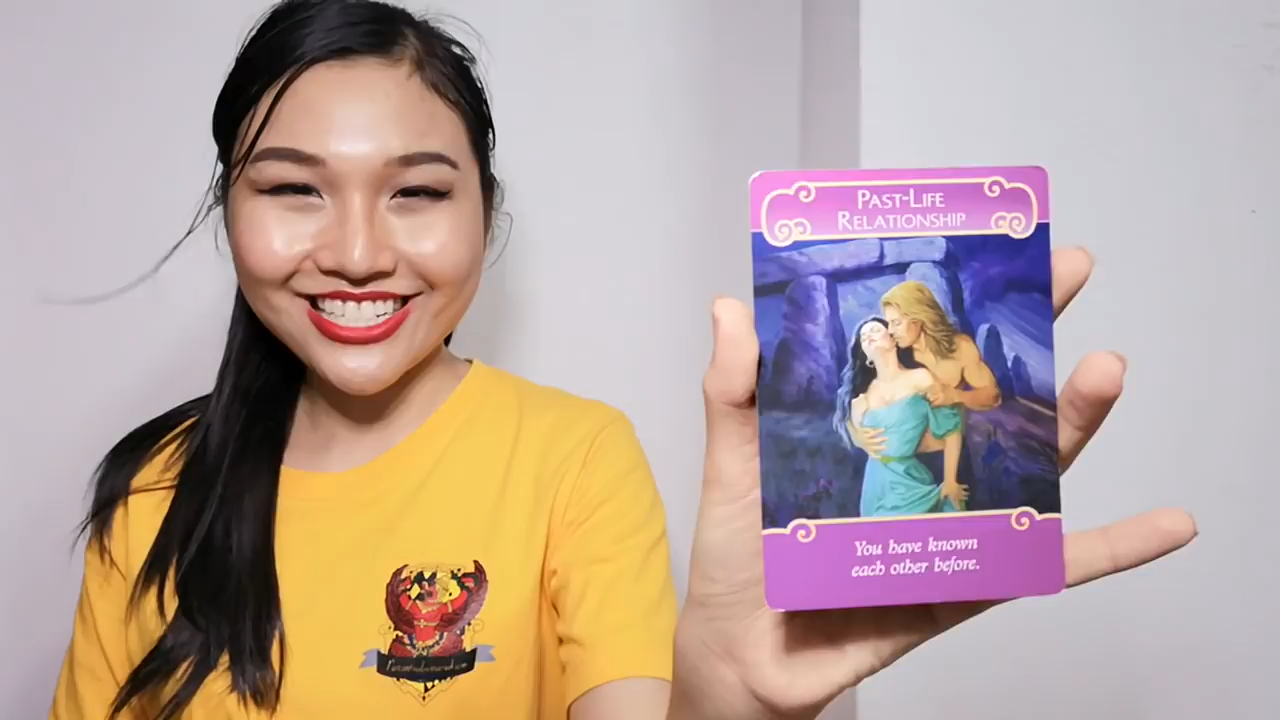 PAST-LIFE
RELATIONSHIP
You have known
each other before.